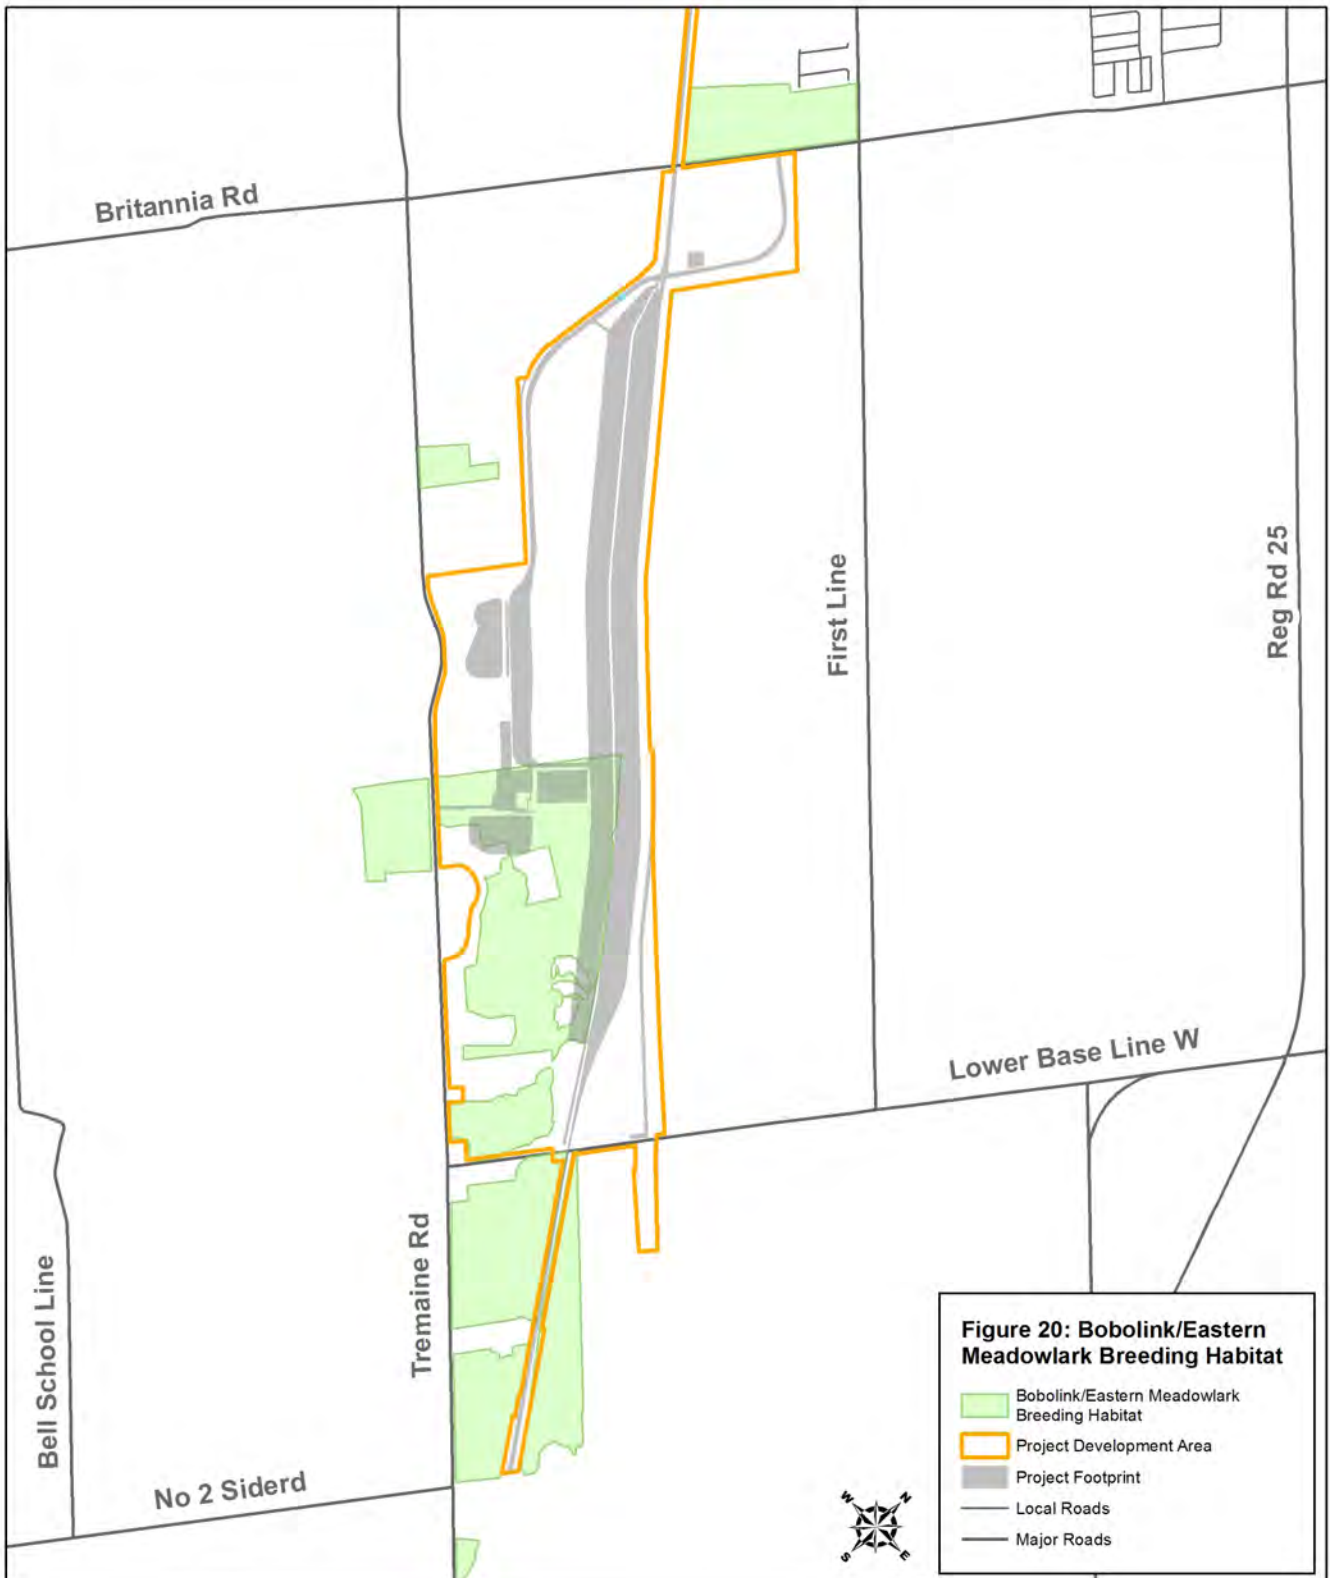 Britannia Rd
First Line
Reg Rd 25
Lower Base Line W
Tremaine Rd
Bell School Line
No 2 Siderd
W
N
S
E
Figure 20: Bobolink/Eastern
Meadowlark Breeding Habitat
Bobolink/Eastern Meadowlark
Breeding Habitat
Project Development Area
Project Footprint
Local Roads
Major Roads